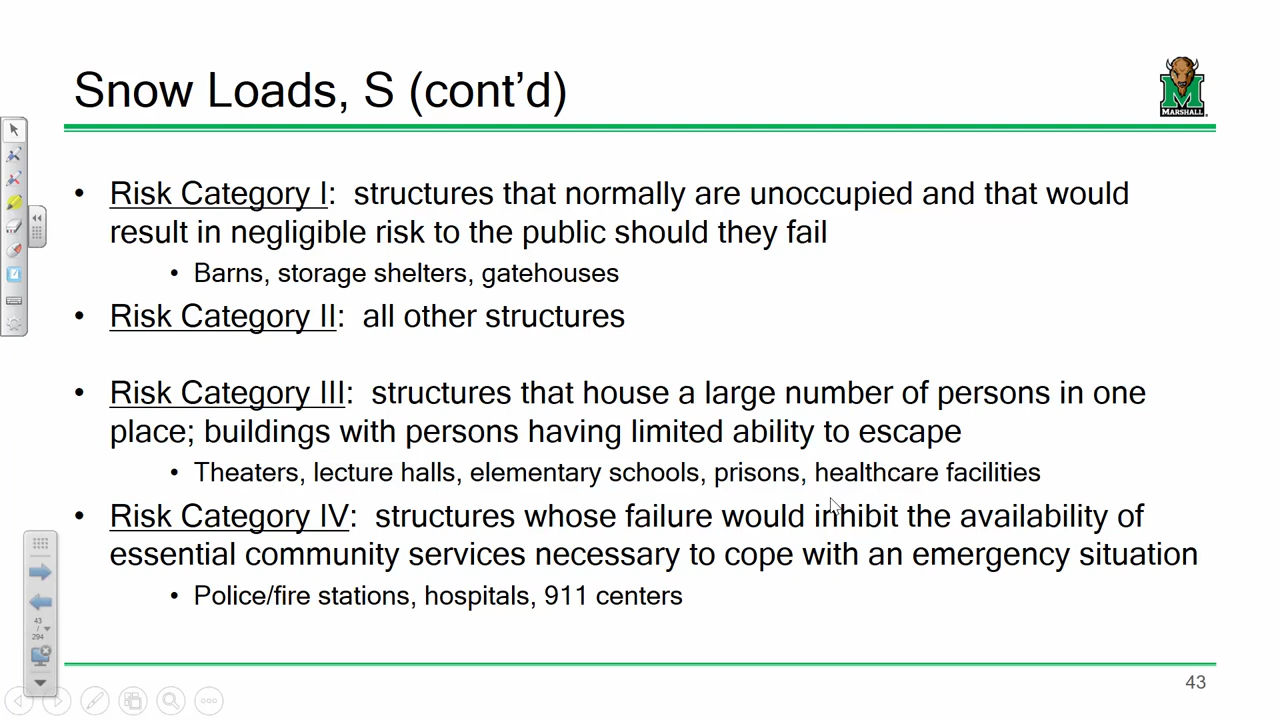 Snow Loads, S (cont’d)
MARSHALL
• Risk Category I:  structures that normally are unoccupied and that would
result in negligible risk to the public should they fail
• Barns, storage shelters, gatehouses
• Risk Category II:  all other structures
• Risk Category III:  structures that house a large number of persons in one
place; buildings with persons having limited ability to escape
• Theaters, lecture halls, elementary schools, prisons, healthcare facilities
• Risk Category IV:  structures whose failure would inhibit the availability of
essential community services necessary to cope with an emergency situation
• Police/fire stations, hospitals, 911 centers
43
/
294
43